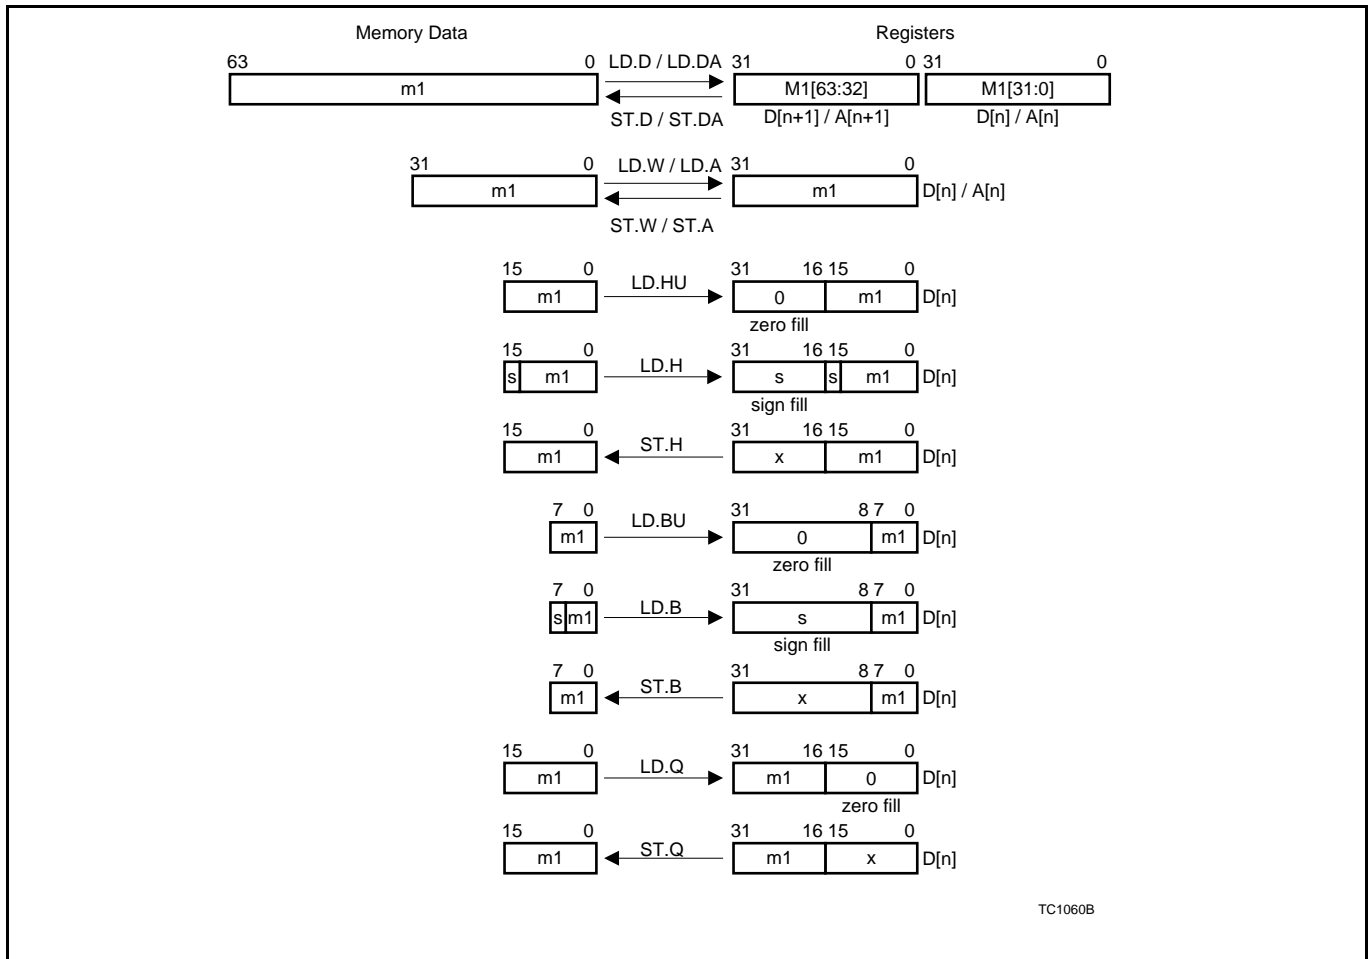 Memory Data Registers
63 0 LD.D / LD.DA 31 0 31 0
m1 M1[63:32] M1[31:0]
ST.D / ST.DA D[n+1] / A[n+1] D[n] / A[n]
31 0 LD.W / LD.A 31 0
m1 m1 D[n] / A[n]
ST.W / ST.A
15 0 LD.HU 31 16 15 0
m1 0 m1 D[n]
zero fill
15 0 LD.H 31 16 15 0
s m1 s s m1 D[n]
sign fill
15 0 ST.H 31 16 15 0
m1 x m1 D[n]
7 0 LD.BU 31 8 7 0
m1 0 m1 D[n]
zero fill
7 0 LD.B 31 8 7 0
s m1 s m1 D[n]
sign fill
7 0 ST.B 31 8 7 0
m1 x m1 D[n]
15 0 LD.Q 31 16 15 0
m1 m1 0 D[n]
zero fill
15 0 ST.Q 31 16 15 0
m1 m1 x D[n]
TC1060B